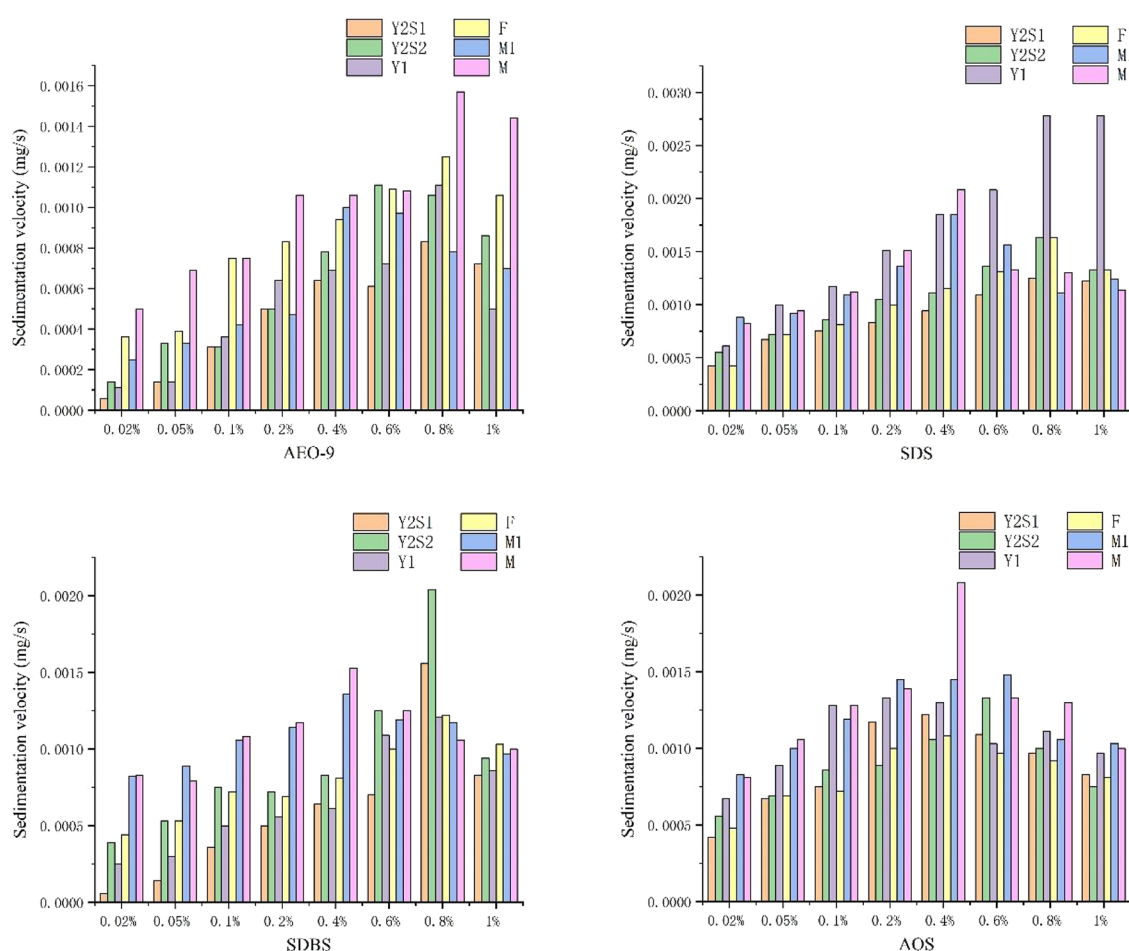 Y2S1 F
Y2S2 M1
Y1 M
Sedimentation velocity (mg/s)
0.0016
0.0014
0.0012
0.0010
0.0008
0.0006
0.0004
0.0002
0.0000
0.02% 0.05% 0.1% 0.2% 0.4% 0.6% 0.8% 1%
AEO-9
Y2S1 F
Y2S2 M
Y1 M
Sedimentation velocity (mg/s)
0.0030
0.0025
0.0020
0.0015
0.0010
0.0005
0.0000
0.02% 0.05% 0.1% 0.2% 0.4% 0.6% 0.8% 1%
SDS
Y2S1 F
Y2S2 M1
Y1 M
Sedimentation velocity (mg/s)
0.0020
0.0015
0.0010
0.0005
0.0000
0.02% 0.05% 0.1% 0.2% 0.4% 0.6% 0.8% 1%
SDBS
Y2S1 F
Y2S2 M1
Y1 M
Sedimentation velocity (mg/s)
0.0020
0.0015
0.0010
0.0005
0.0000
0.02% 0.05% 0.1% 0.2% 0.4% 0.6% 0.8% 1%
AOS